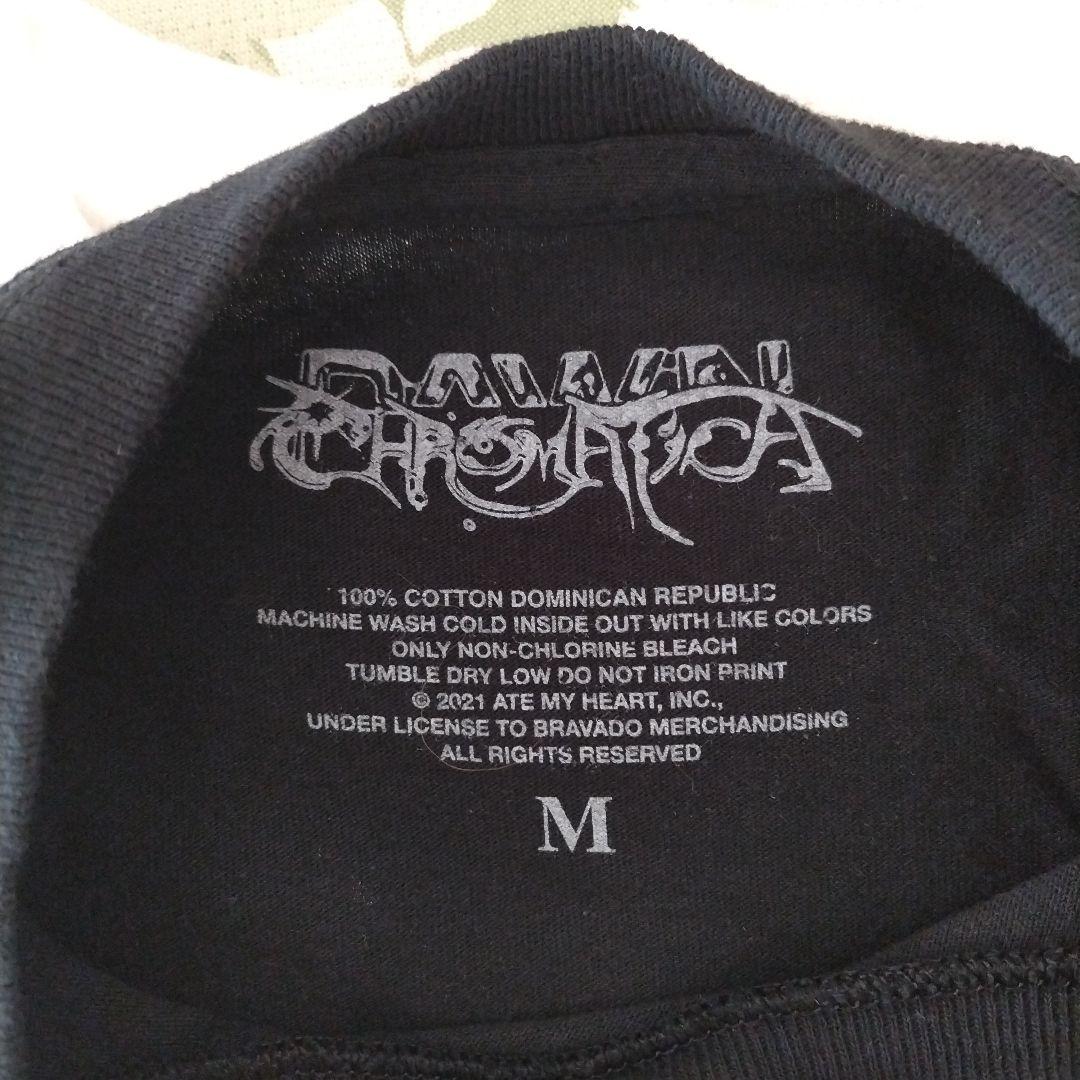 DAWN
CHROMATICA
100% COTTON DOMINICAN REPUBLIC
MACHINE WASH COLD INSIDE OUT WITH LIKE COLORS
ONLY NON-CHLORINE BLEACH
TUMBLE DRY LOW DO NOT IRON PRINT
© 2021 ATE MY HEART, INC.,
UNDER LICENSE TO BRAVADO MERCHANDISING
ALL RIGHTS RESERVED
M